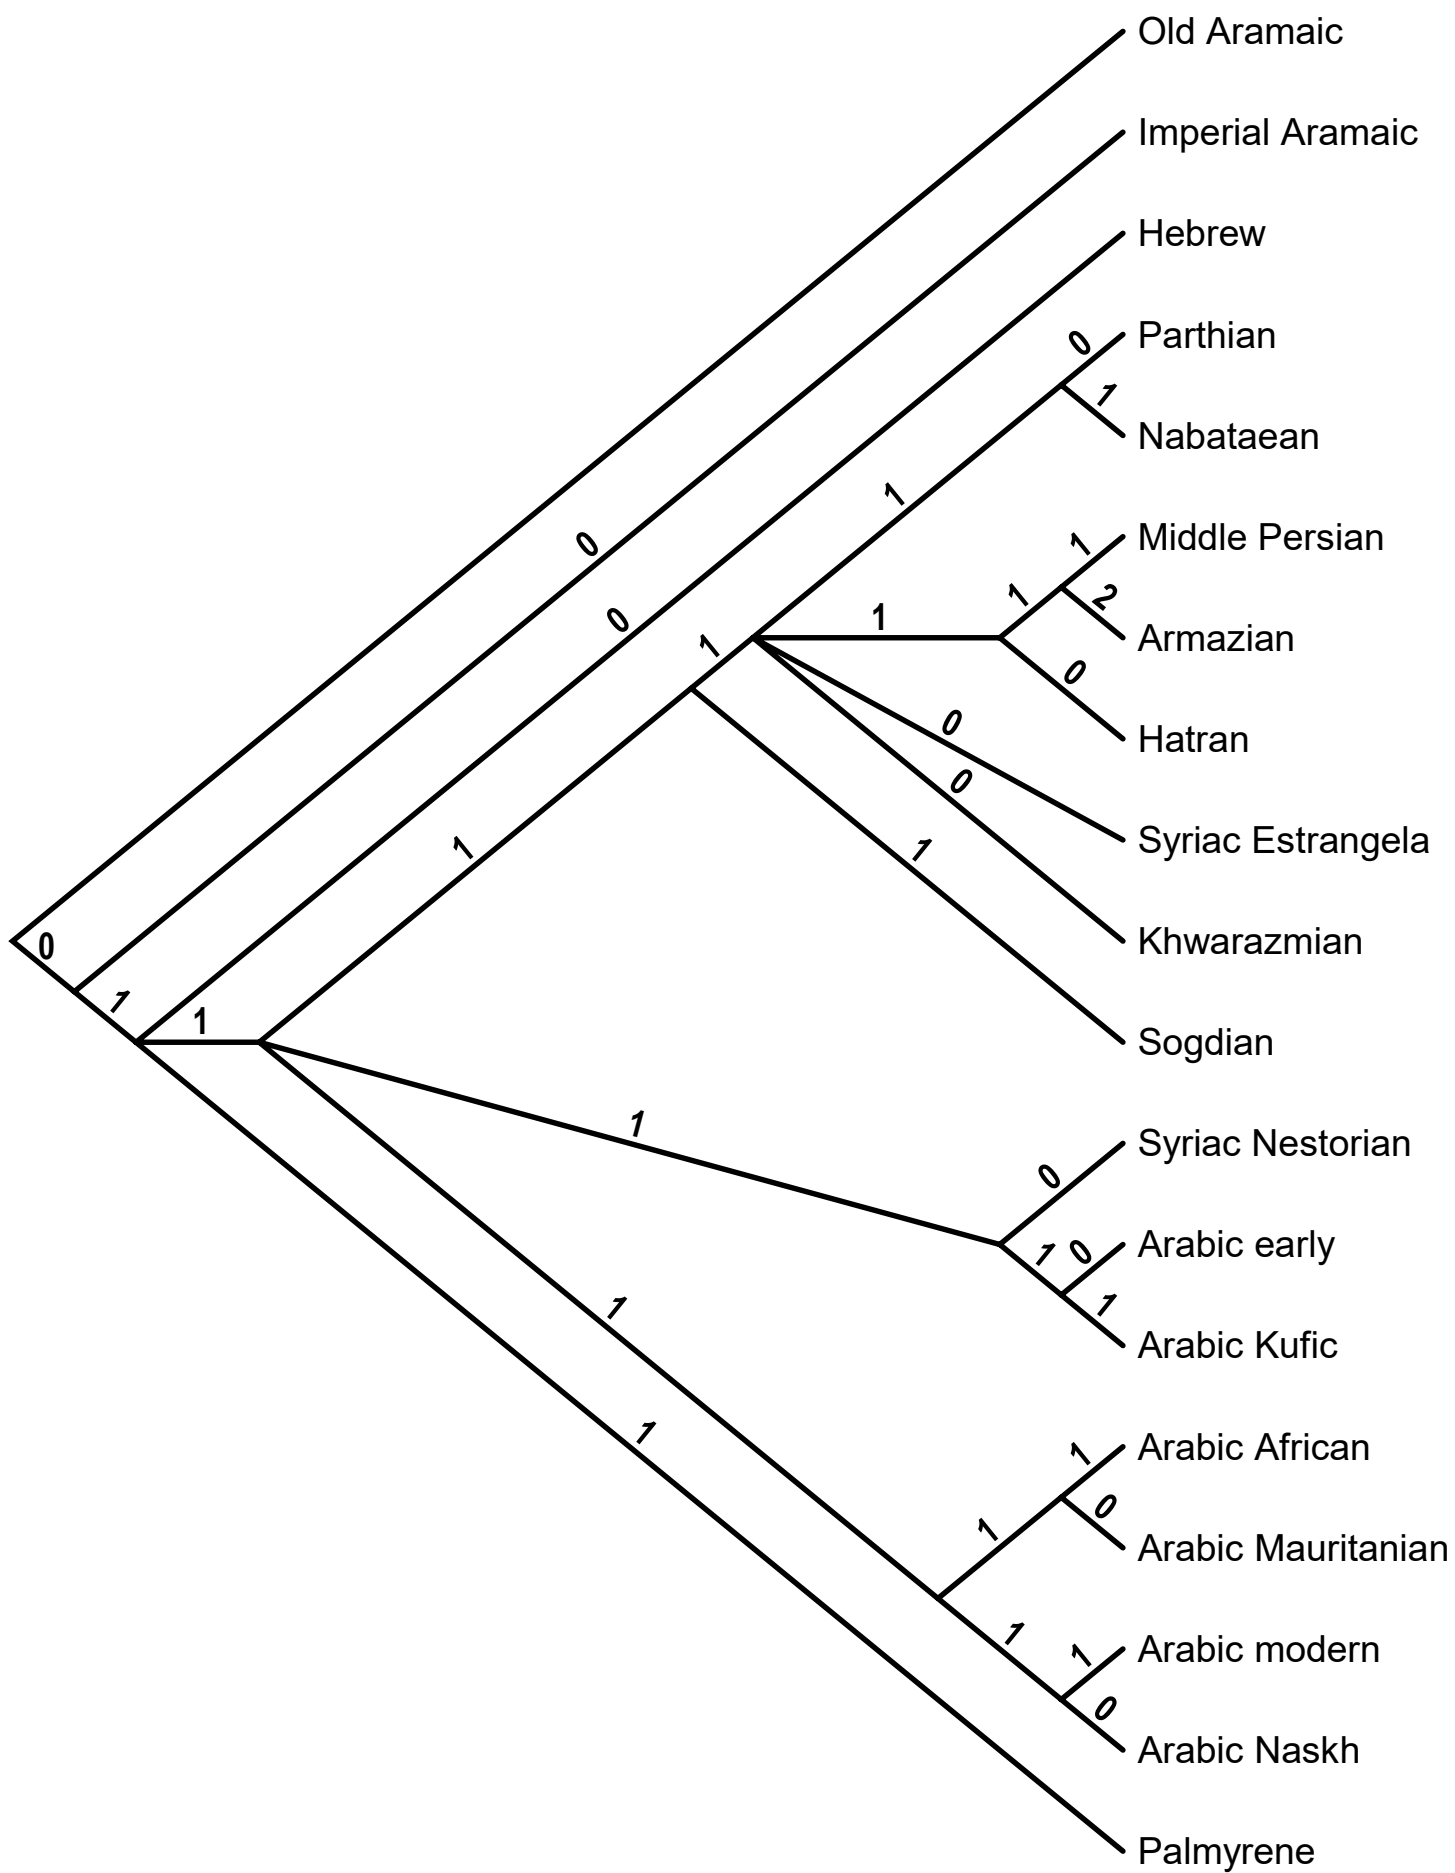 Old Aramaic
Imperial Aramaic
Hebrew
0 Parthian
1
Nabataean
1
1 Middle Persian
0
1 2
0
1
1
Armazian
0
Hatran
0
0
1
1
Syriac Estrangela
0
Khwarazmian
1
1
Sogdian
1
0
Syriac Nestorian
1 0 Arabic early
1
1
Arabic Kufic
1
1
Arabic African
0
1
Arabic Mauritanian
1
1
Arabic modern
0
Arabic Naskh
Palmyrene